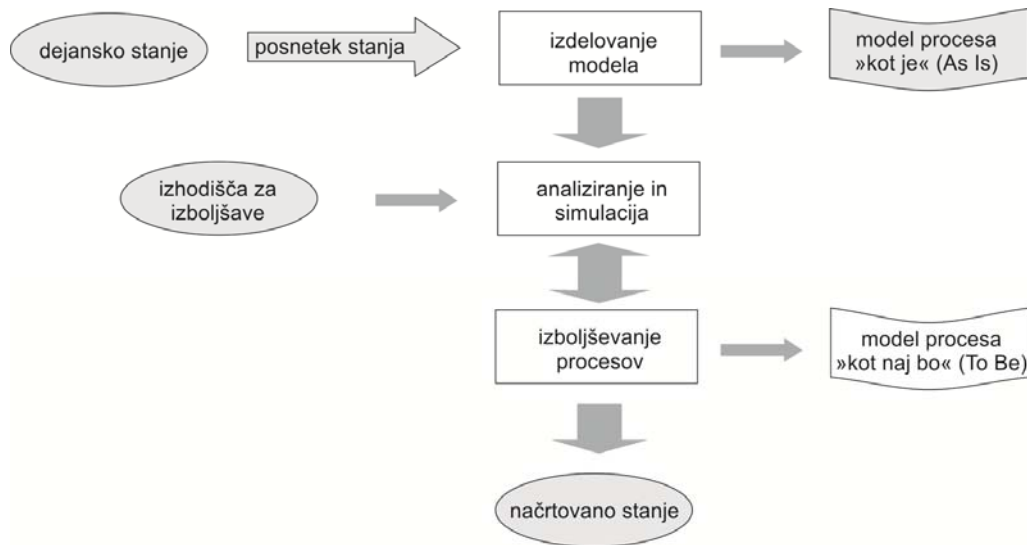 dejansko stanje
posnetek stanja
izdelovanje
modela
model procesa
»kot je« (As Is)
izhodišča za
izboljšave
analiziranje in
simulacija
izboljševanje
procesov
model procesa
»kot naj bo« (To Be)
načrtovano stanje